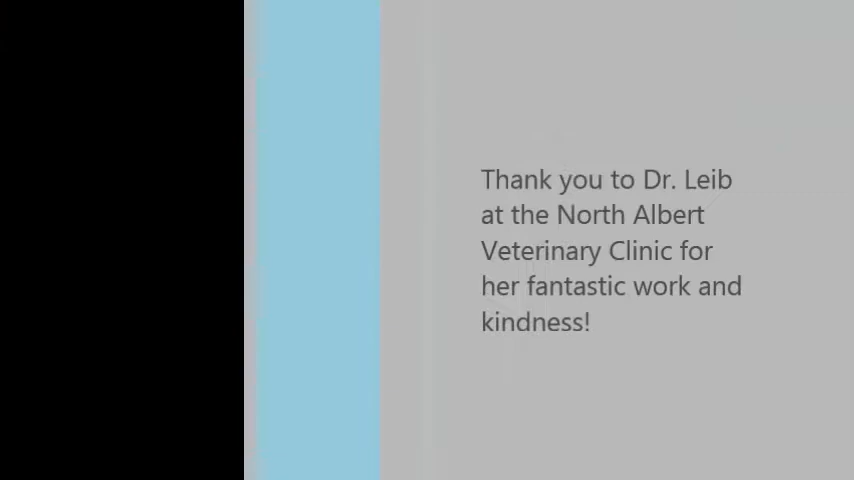 Thank you to Dr. Leib
at the North Albert
Veterinary Clinic for
her fantastic work and
kindness!